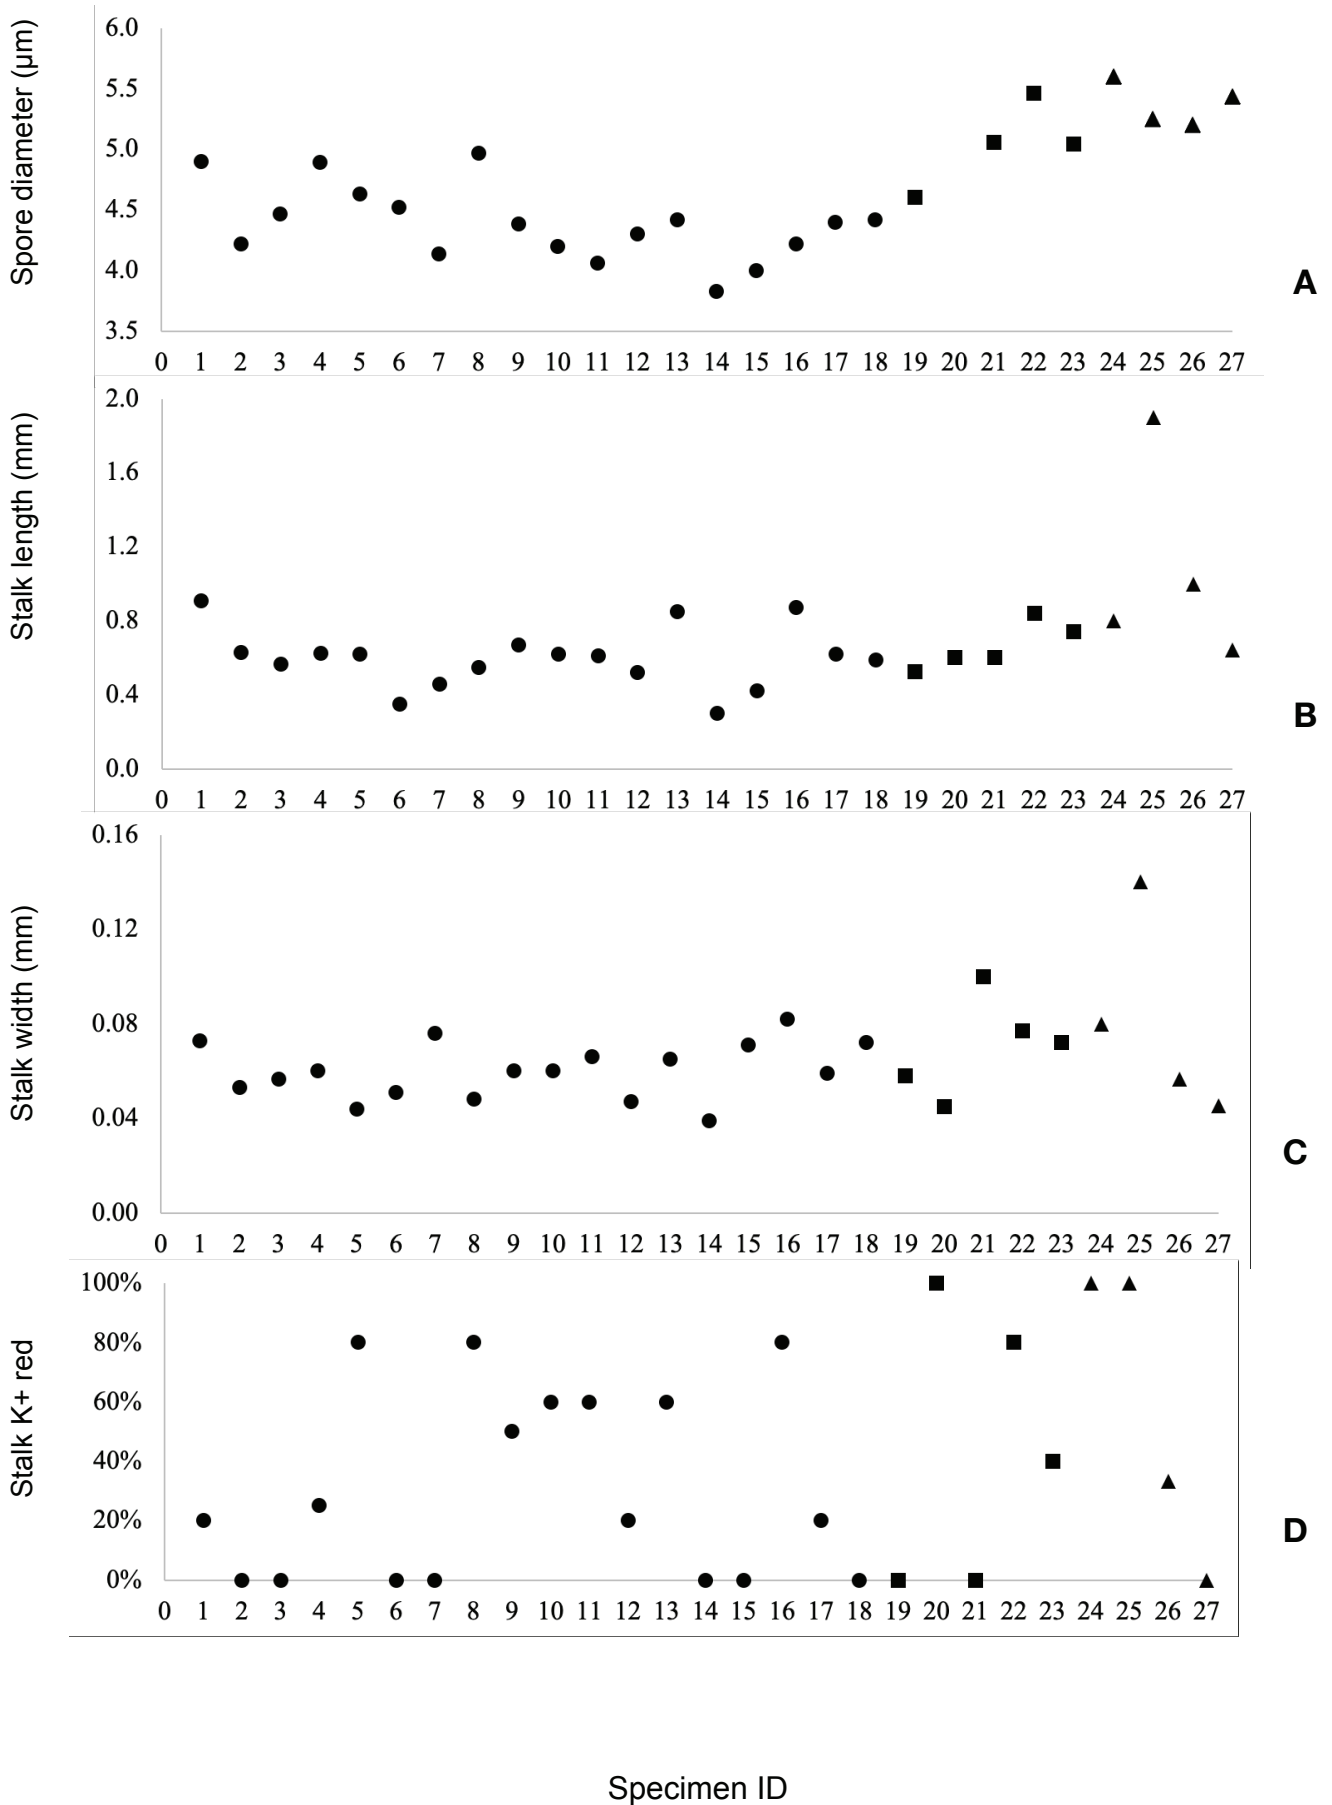 Spore diameter (µm)
6.0
5.5
5.0
4.5
4.0
3.5
0 1 2 3 4 5 6 7 8 9 10 11 12 13 14 15 16 17 18 19 20 21 22 23 24 25 26 27
A
Stalk length (mm)
2.0
1.6
1.2
0.8
0.4
0.0
0 1 2 3 4 5 6 7 8 9 10 11 12 13 14 15 16 17 18 19 20 21 22 23 24 25 26 27
B
Stalk width (mm)
0.16
0.12
0.08
0.04
0.00
0 1 2 3 4 5 6 7 8 9 10 11 12 13 14 15 16 17 18 19 20 21 22 23 24 25 26 27
C
Stalk K+ red
100%
80%
60%
40%
20%
0%
0 1 2 3 4 5 6 7 8 9 10 11 12 13 14 15 16 17 18 19 20 21 22 23 24 25 26 27
D
Specimen ID